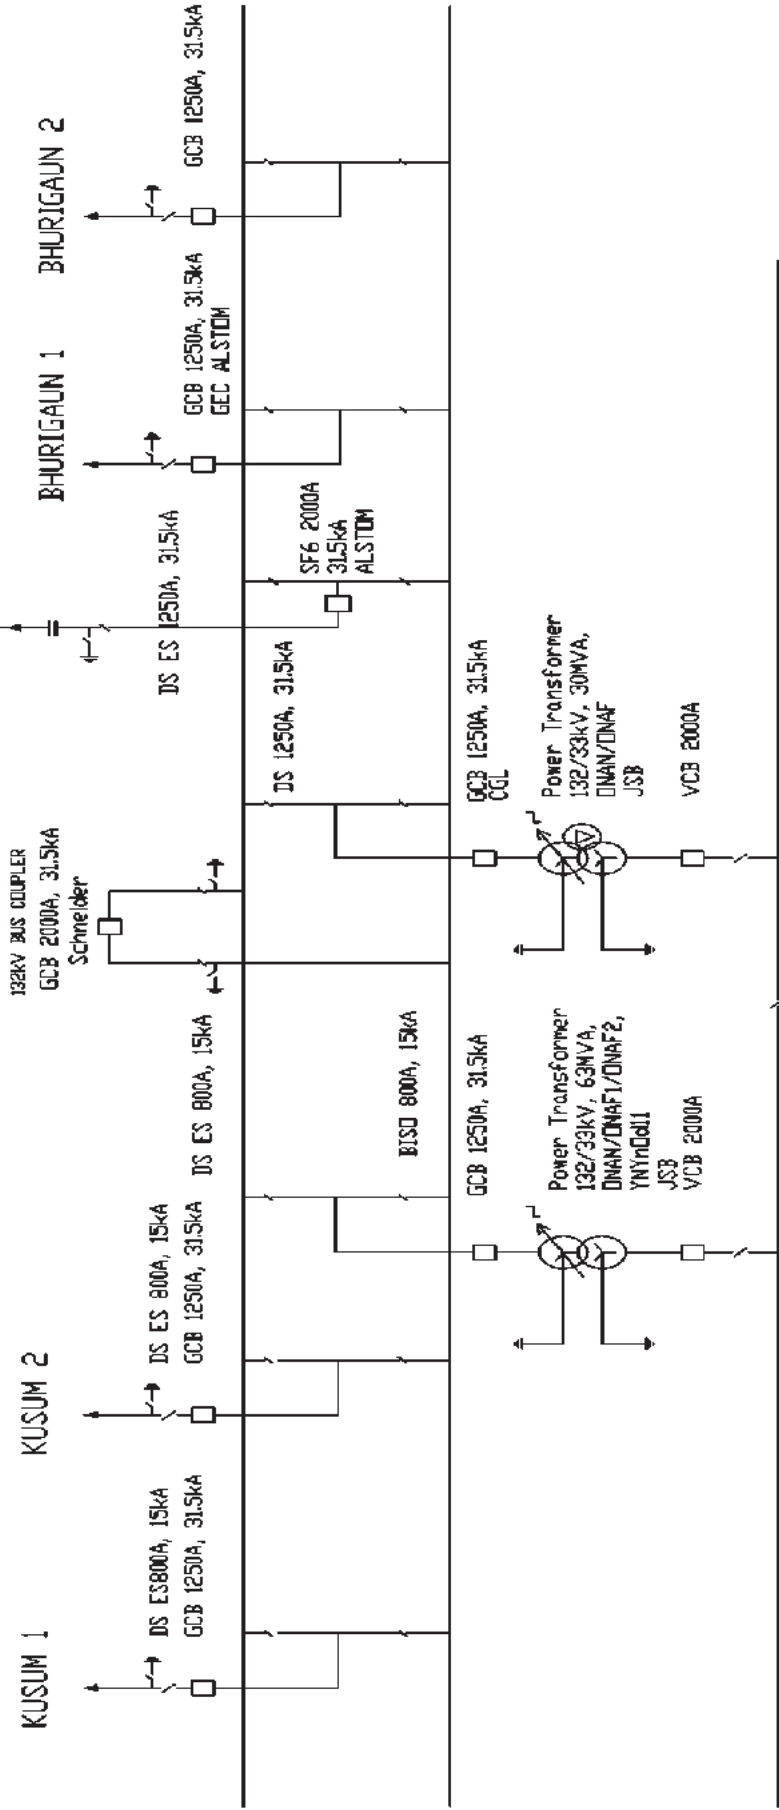 KUSUM 1
DS ES800A, 15kA
GCB 1250A, 31.5kA
KUSUM 2
DS ES 800A, 15kA
GCB 1250A, 31.5kA
DS ES 800A, 15kA
132kV BUS COUPLER
GCB 2000A, 31.5kA
Schneider
DS ES 1250A, 31.5kA
BHURIGAUN 1
GCB 1250A, 31.5kA
GEC ALSTOM
BHURIGAUN 2
GCB 1250A, 31.5kA
BISO 800A, 15kA
DS 1250A, 31.5kA
SF6 2000A
31.5kA
ALSTOM
GCB 1250A, 31.5kA
Power Transformer
132/33kV, 63MVA,
ONAN/ONAF1/ONAF2,
YNYn0d11
JSB
VCB 2000A
GCB 1250A, 31.5kA
CGL
Power Transformer
132/33kV, 30MVA,
ONAN/ONAF
JSB
VCB 2000A